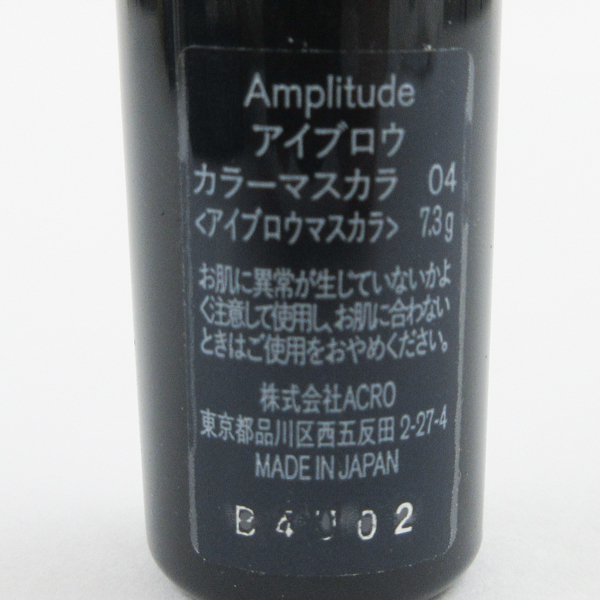 Amplitude
アイブロウ
カラーマスカラ 04
<アイブロウマスカラ> 7.3g
お肌に異常が生じていないかよ
く注意して使用し、お肌に合わない
ときはご使用をおやめください。
株式会社ACRO
東京都品川区西五反田2-27-4
MADE IN JAPAN